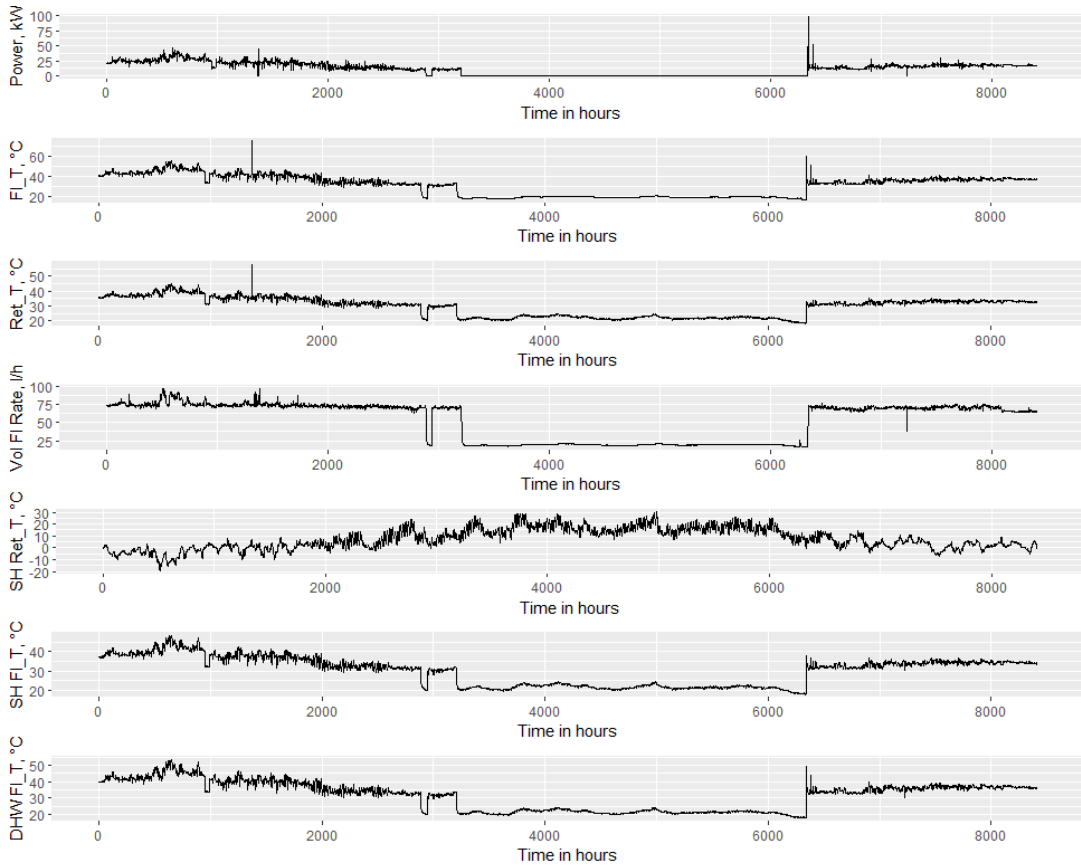 Power, kW
100
75
50
25
0
0 2000 4000 6000 8000
Time in hours
Fl_T, °C
60
40
20
0 2000 4000 6000 8000
Time in hours
Ret_T, °C
50
40
30
20
0 2000 4000 6000 8000
Time in hours
Vol Fl Rate, l/h
100
75
50
25
0 2000 4000 6000 8000
Time in hours
SH Ret_T, °C
30
20
10
0
-10
-20
0 2000 4000 6000 8000
Time in hours
SH Fl_T, °C
40
30
20
0 2000 4000 6000 8000
Time in hours
DHW Fl_T, °C
50
40
30
20
0 2000 4000 6000 8000
Time in hours